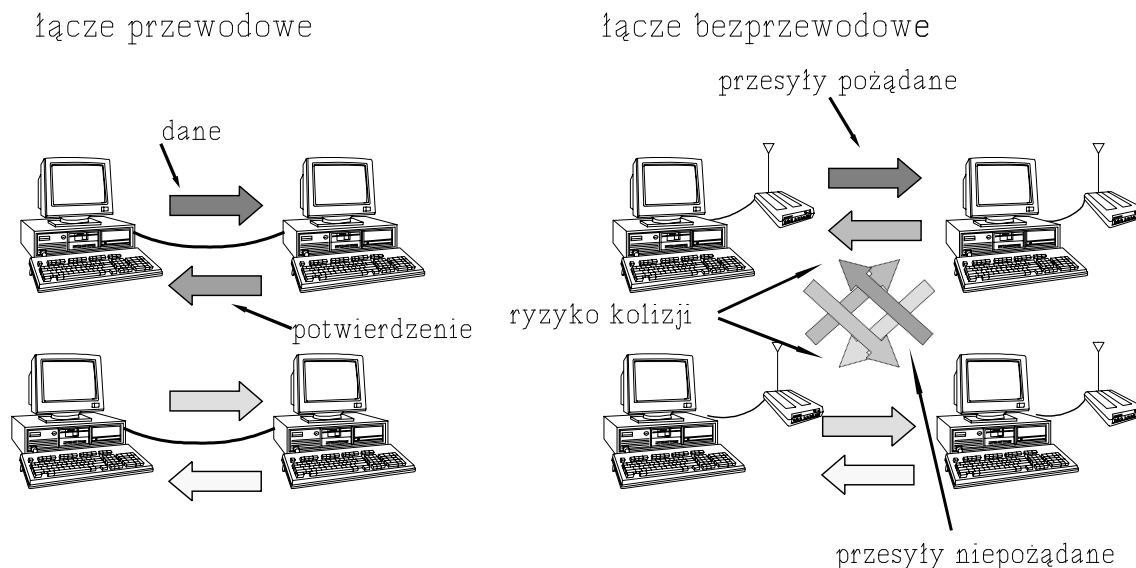 łącze przewodowe
łącze bezprzewodowe
przesyły pożądane
dane
ryzyko kolizji
potwierdzenie
przesyły niepożądane